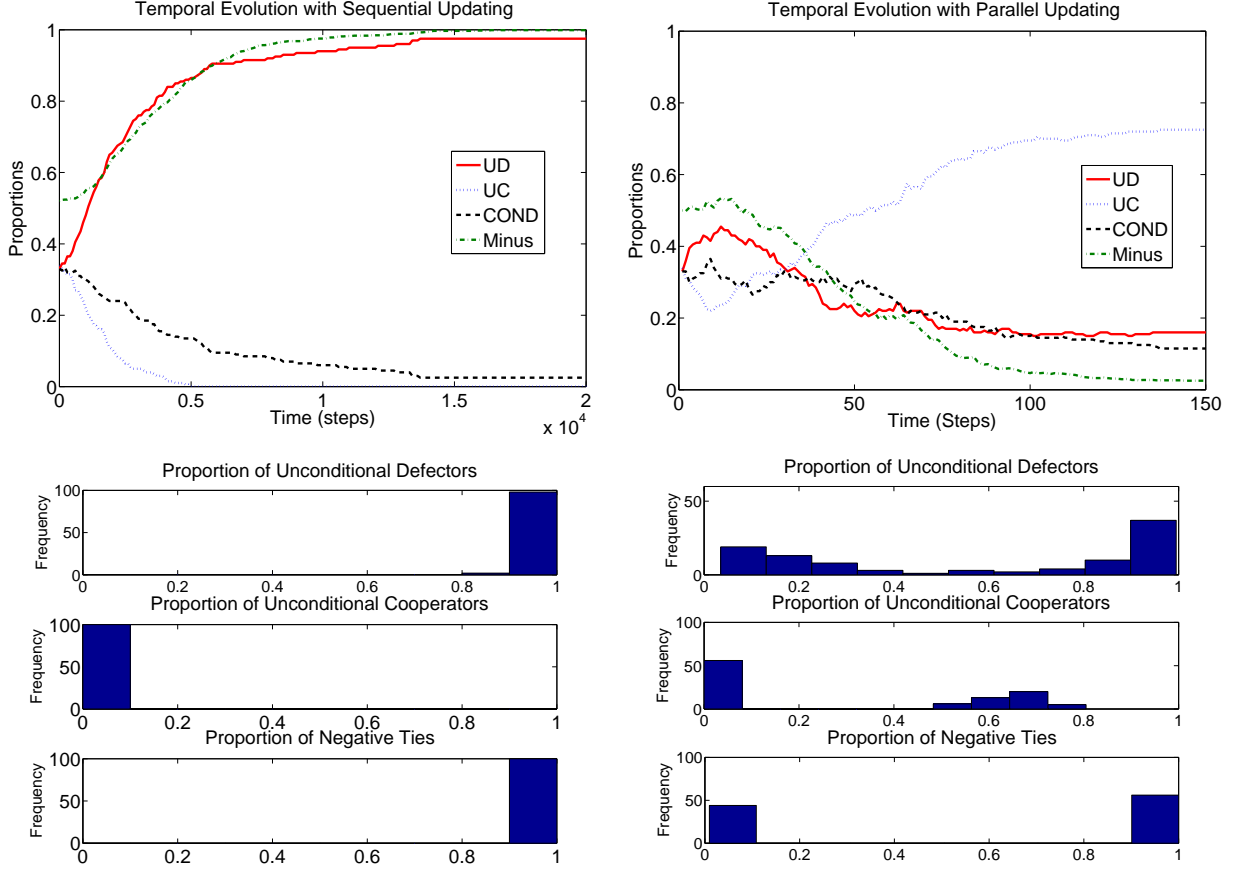 Temporal Evolution with Sequential Updating
1
0.8
0.6
0.4
0.2
0
Proportions
UD
UC
COND
Minus
0 0.5 1.0 1.5 2.0
Time (steps)
x 10^4
Temporal Evolution with Parallel Updating
1
0.8
0.6
0.4
0.2
0
Proportions
UD
UC
COND
Minus
0 50 100 150
Time (Steps)
Proportion of Unconditional Defectors
100
50
0
Frequency
0 0.2 0.4 0.6 0.8 1
Proportion of Unconditional Cooperators
100
50
0
Frequency
0 0.2 0.4 0.6 0.8 1
Proportion of Negative Ties
100
50
0
Frequency
0 0.2 0.4 0.6 0.8 1
Proportion of Unconditional Defectors
50
0
Frequency
0 0.2 0.4 0.6 0.8 1
Proportion of Unconditional Cooperators
100
50
0
Frequency
0 0.2 0.4 0.6 0.8 1
Proportion of Negative Ties
100
50
0
Frequency
0 0.2 0.4 0.6 0.8 1